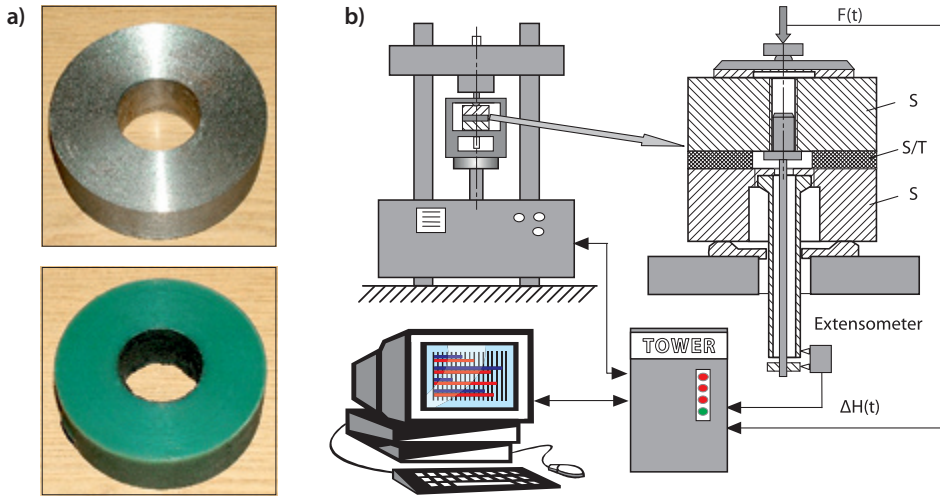 a)
b)
F(t)
S
S/T
S
Extensometer
TOWER
ΔH(t)